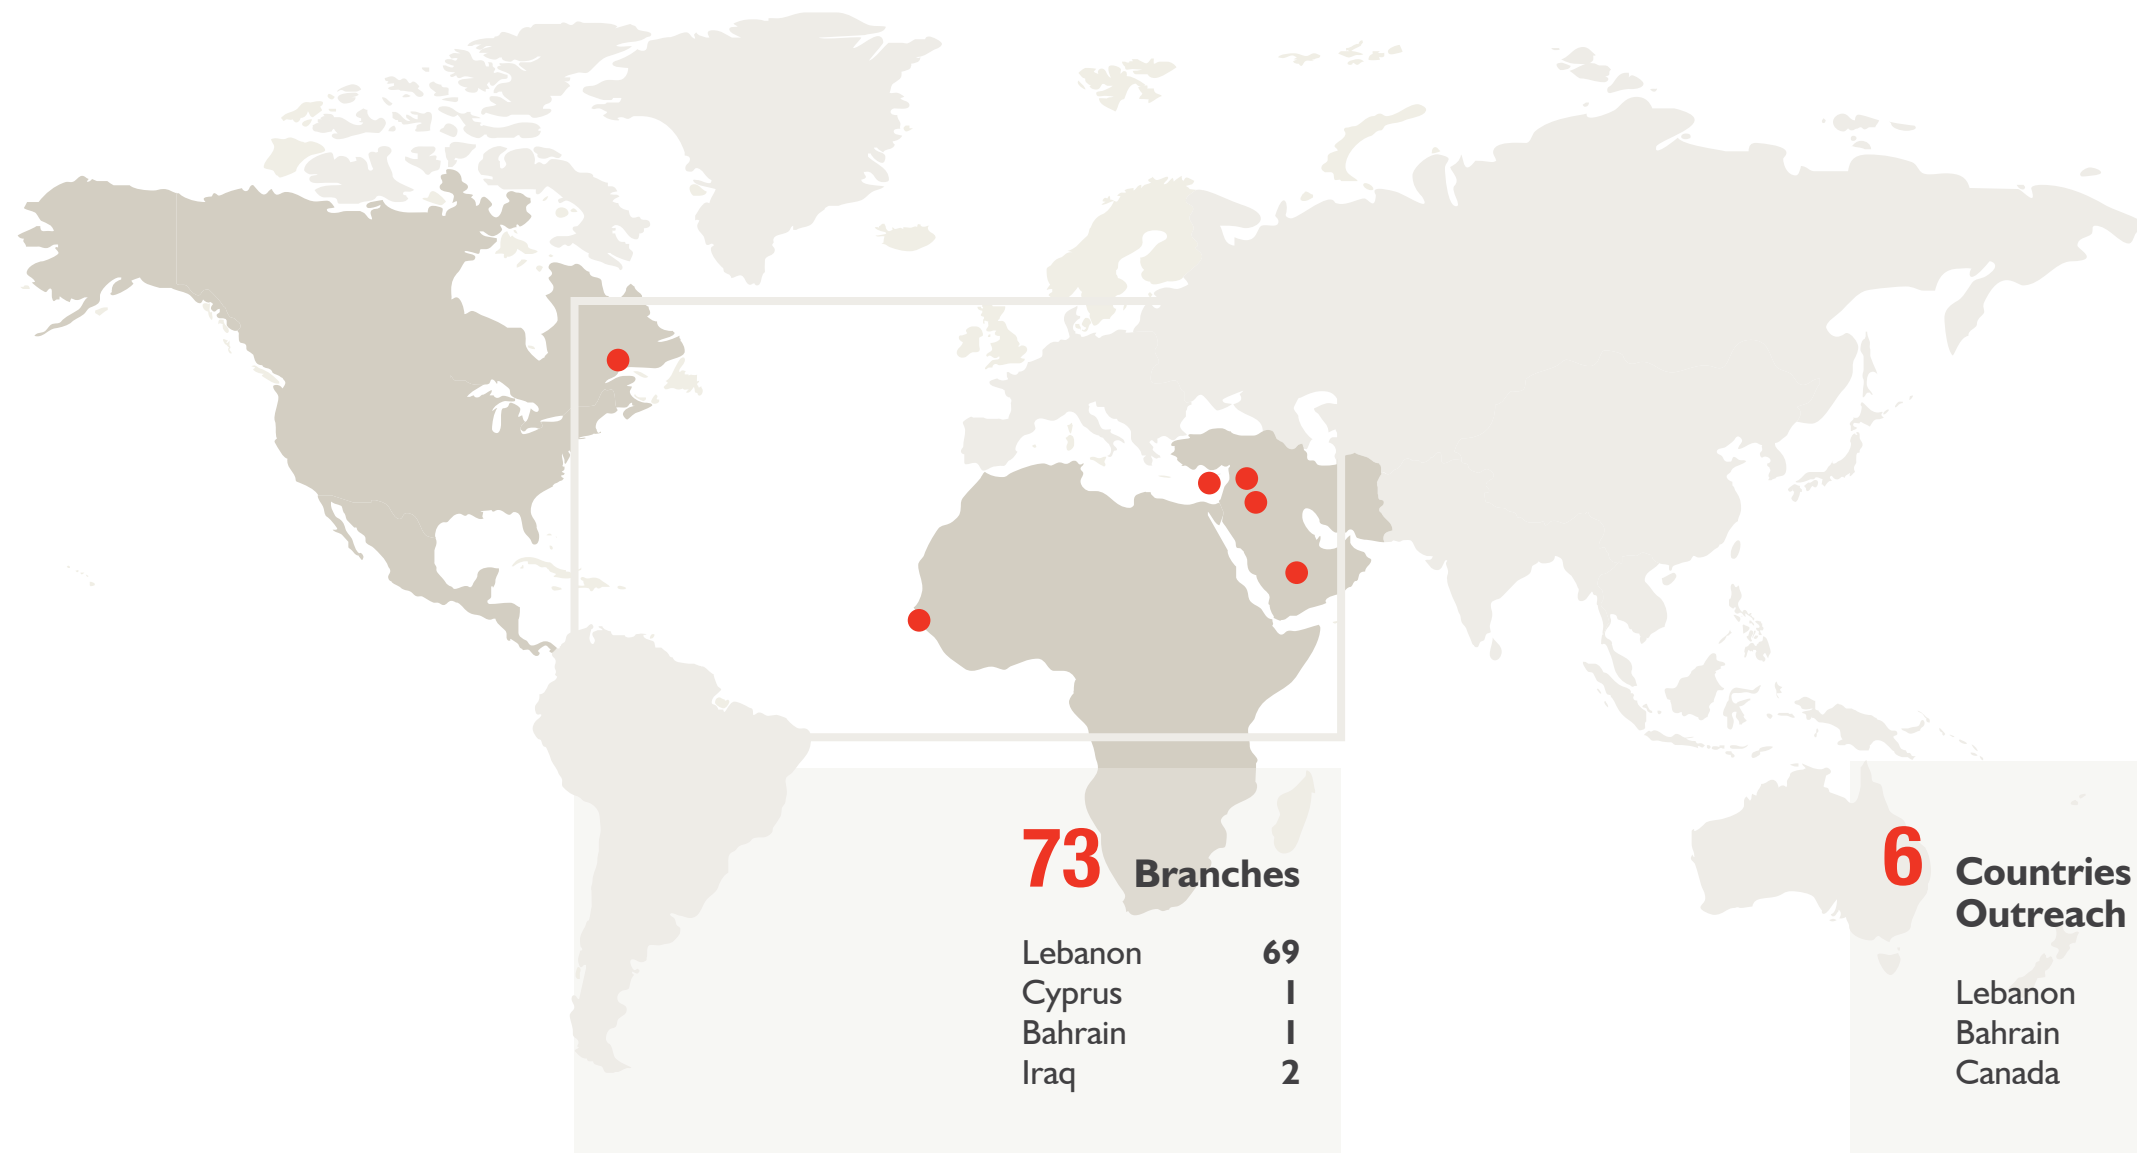 73 Branches
Lebanon 69
Cyprus 1
Bahrain 1
Iraq 2
6 Countries
Outreach
Lebanon
Bahrain
Canada